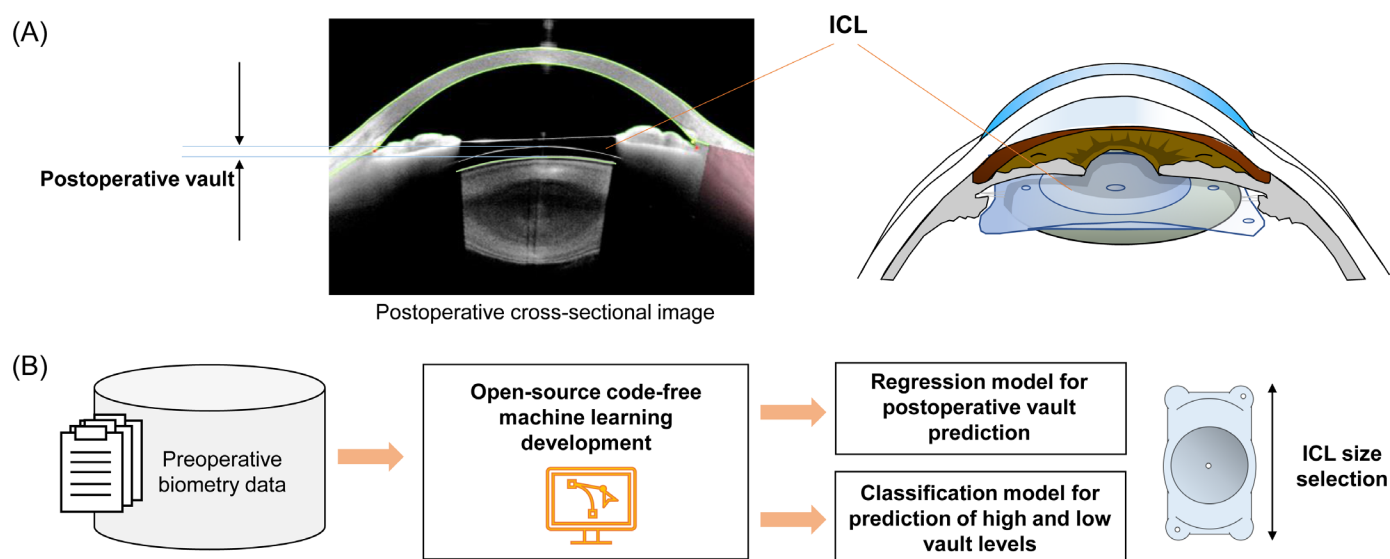 (A)
ICL
Postoperative vault
Postoperative cross-sectional image
(B)
Preoperative
biometry data
Open-source code-free
machine learning
development
Regression model for
postoperative vault
prediction
Classification model for
prediction of high and low
vault levels
ICL size
selection